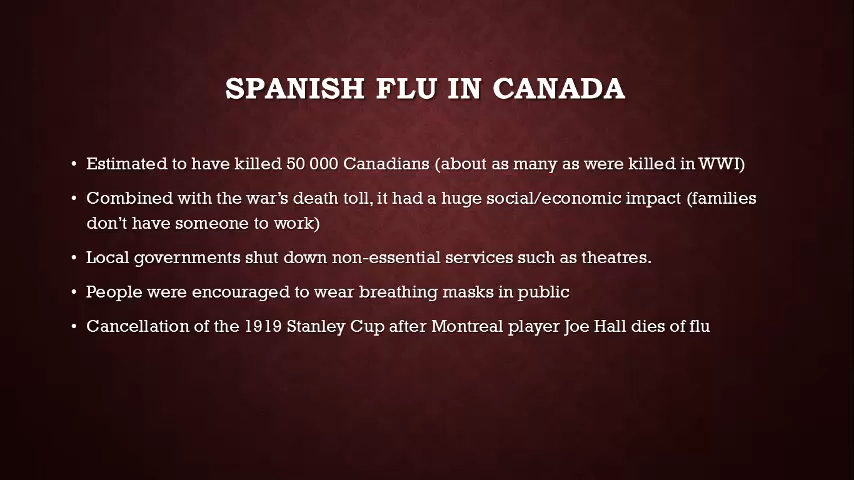 SPANISH FLU IN CANADA
• Estimated to have killed 50 000 Canadians (about as many as were killed in WWI)
• Combined with the war's death toll, it had a huge social/economic impact (families
don't have someone to work)
• Local governments shut down non-essential services such as theatres.
• People were encouraged to wear breathing masks in public
• Cancellation of the 1919 Stanley Cup after Montreal player Joe Hall dies of flu